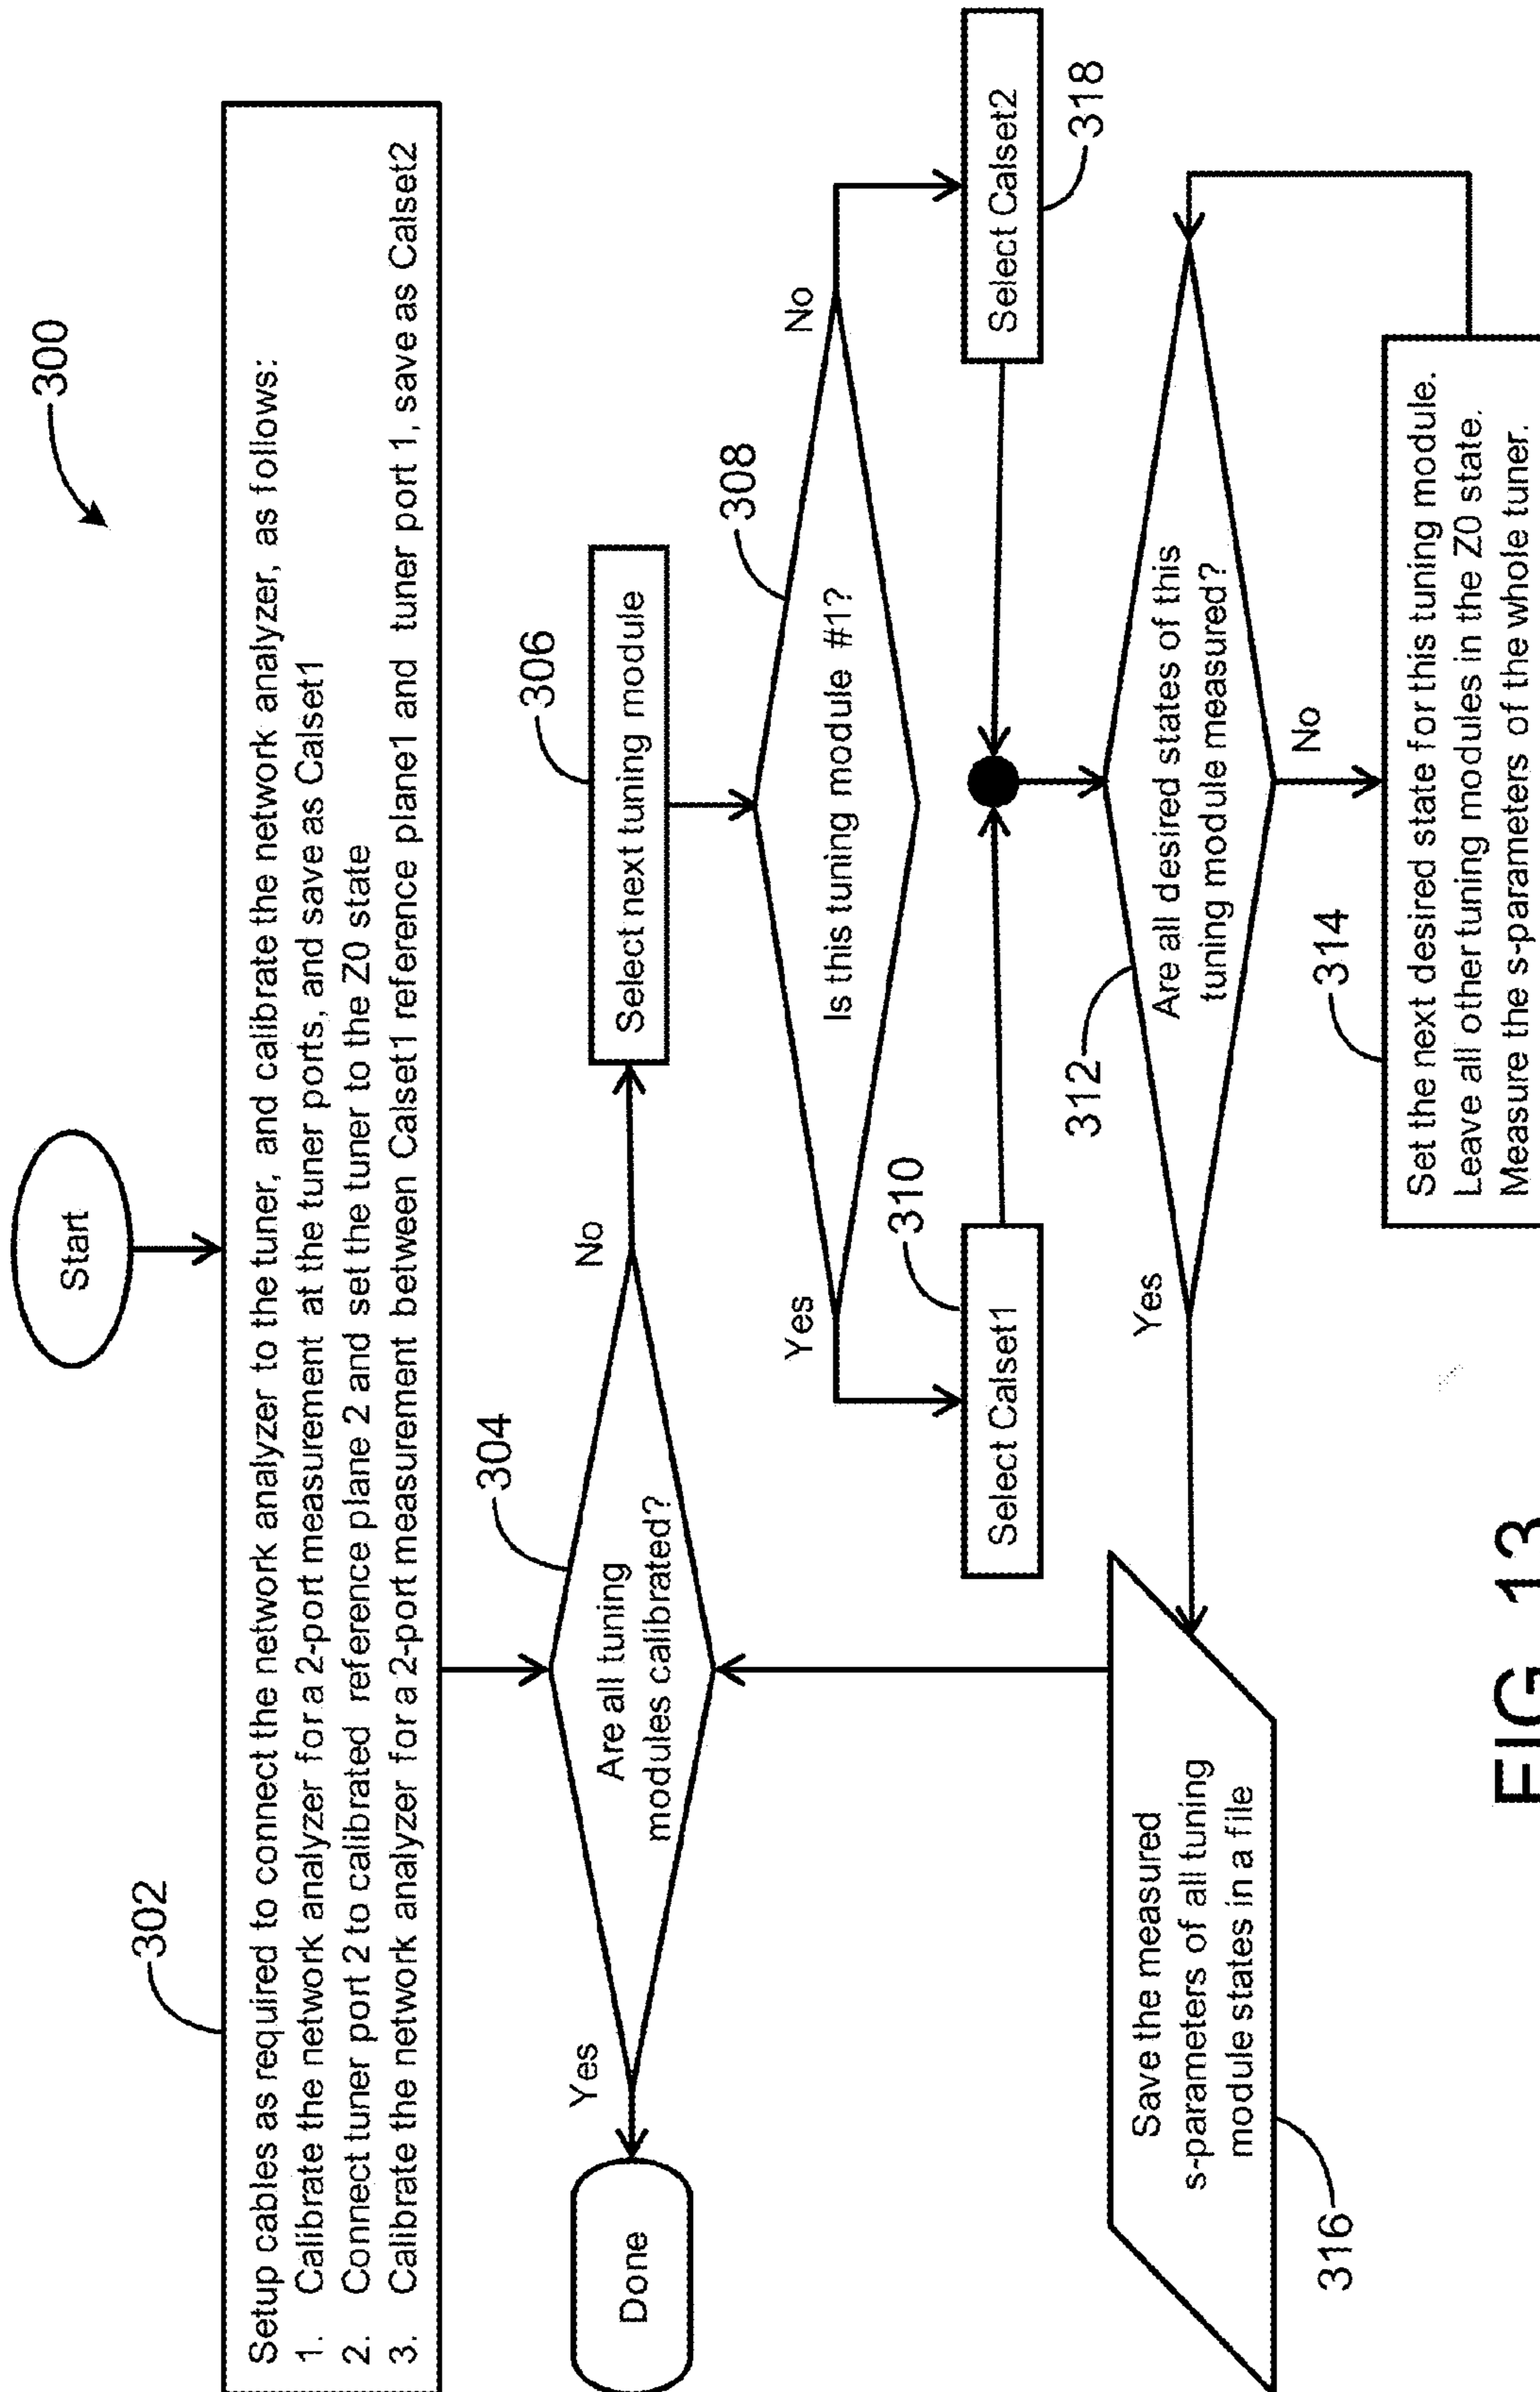 300
Start
302
Setup cables as required to connect the network analyzer to the tuner, and calibrate the network analyzer, as follows:
1. Calibrate the network analyzer for a 2-port measurement at the tuner ports, and save as Calset1
2. Connect tuner port 2 to calibrated reference plane 2 and set the tuner to the Z0 state
3. Calibrate the network analyzer for a 2-port measurement between Calset1 reference plane1 and tuner port 1, save as Calset2
304
Are all tuning
modules calibrated?
Yes
No
Done
306
Select next tuning module
308
Is this tuning module #1?
Yes
No
310
Select Calset1
Select Calset2
318
312
Are all desired states of this
tuning module measured?
Yes
No
314
Set the next desired state for this tuning module.
Leave all other tuning modules in the Z0 state.
Measure the s-parameters of the whole tuner.
Save the measured
s-parameters of all tuning
module states in a file
316
FIG. 13